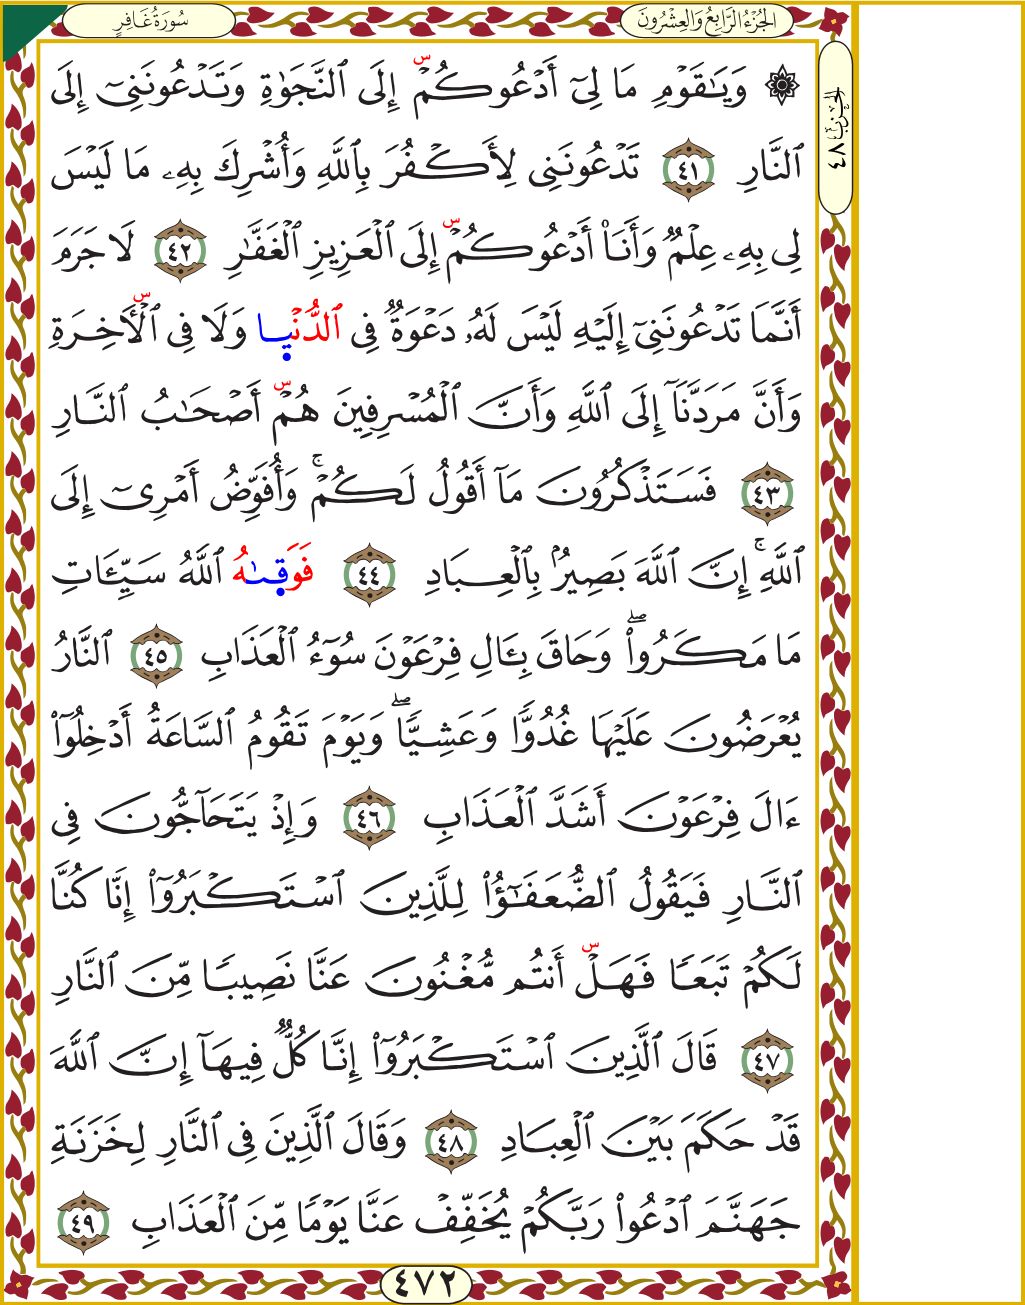 سُورَةُ غَافِرٍ
الجُزْءُ الرَّابِعُ وَالعِشْرُونَ
الحِزْبُ ٤٨
۞ وَيَٰقَوْمِ مَا لِيٓ أَدْعُوكُمْۜ إِلَى ٱلنَّجَوٰةِ وَتَدْعُونَنِيٓ إِلَى
ٱلنَّارِ ٤١ تَدْعُونَنِي لِأَكْفُرَ بِٱللَّهِ وَأُشْرِكَ بِهِۦ مَا لَيْسَ
لِي بِهِۦ عِلْمٌ وَأَنَا۠ أَدْعُوكُمْۜ إِلَى ٱلْعَزِيزِ ٱلْغَفَّٰرِ ٤٢ لَا جَرَمَ
أَنَّمَا تَدْعُونَنِيٓ إِلَيْهِ لَيْسَ لَهُۥ دَعْوَةٌ فِي ٱلدُّنْيَا وَلَا فِي ٱلْۜأٓخِرَةِ
وَأَنَّ مَرَدَّنَآ إِلَى ٱللَّهِ وَأَنَّ ٱلْمُسْرِفِينَ هُمْۜ أَصْحَٰبُ ٱلنَّارِ
٤٣ فَسَتَذْكُرُونَ مَآ أَقُولُ لَكُمْۚ وَأُفَوِّضُ أَمْرِيٓ إِلَى
ٱللَّهِۚ إِنَّ ٱللَّهَ بَصِيرٌۢ بِٱلْعِبَادِ ٤٤ فَوَقِىٰهُ ٱللَّهُ سَيِّـَٔاتِ
مَا مَكَرُوا۟ۖ وَحَاقَ بِـَٔالِ فِرْعَوْنَ سُوٓءُ ٱلْعَذَابِ ٤٥ ٱلنَّارُ
يُعْرَضُونَ عَلَيْهَا غُدُوًّا وَعَشِيًّاۖ وَيَوْمَ تَقُومُ ٱلسَّاعَةُ أَدْخِلُوٓا۟
ءَالَ فِرْعَوْنَ أَشَدَّ ٱلْعَذَابِ ٤٦ وَإِذْ يَتَحَآجُّونَ فِي
ٱلنَّارِ فَيَقُولُ ٱلضُّعَفَٰٓؤُا۟ لِلَّذِينَ ٱسْتَكْبَرُوٓا۟ إِنَّا كُنَّا
لَكُمْ تَبَعًا فَهَلْۜ أَنتُم مُّغْنُونَ عَنَّا نَصِيبًا مِّنَ ٱلنَّارِ
٤٧ قَالَ ٱلَّذِينَ ٱسْتَكْبَرُوٓا۟ إِنَّا كُلٌّ فِيهَآ إِنَّ ٱللَّهَ
قَدْ حَكَمَ بَيْنَ ٱلْعِبَادِ ٤٨ وَقَالَ ٱلَّذِينَ فِي ٱلنَّارِ لِخَزَنَةِ
جَهَنَّمَ ٱدْعُوا۟ رَبَّكُمْ يُخَفِّفْ عَنَّا يَوْمًا مِّنَ ٱلْعَذَابِ ٤٩
٤٧٢